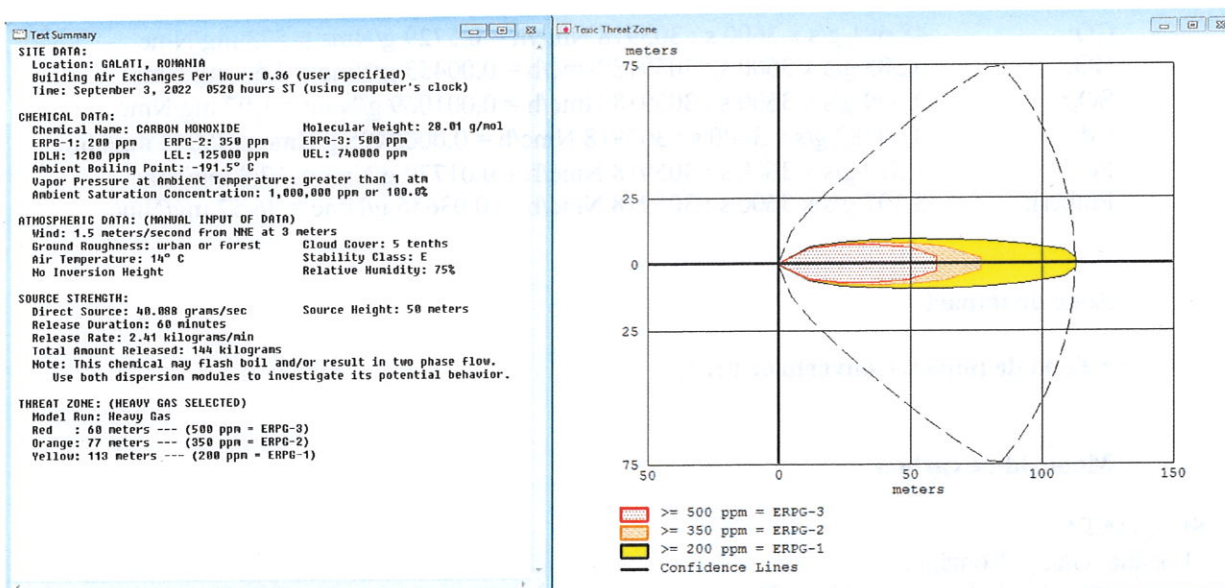 Text Summary
SITE DATA:
Location: GALATI, ROMANIA
Building Air Exchanges Per Hour: 0.36 (user specified)
Time: September 3, 2022 0520 hours ST (using computer's clock)
CHEMICAL DATA:
Chemical Name: CARBON MONOXIDE Molecular Weight: 28.01 g/mol
ERPG-1: 200 ppm ERPG-2: 350 ppm ERPG-3: 500 ppm
IDLH: 1200 ppm LEL: 125000 ppm UEL: 740000 ppm
Ambient Boiling Point: -191.5° C
Vapor Pressure at Ambient Temperature: greater than 1 atm
Ambient Saturation Concentration: 1,000,000 ppm or 100.0%
ATMOSPHERIC DATA: (MANUAL INPUT OF DATA)
Wind: 1.5 meters/second from NNE at 3 meters
Ground Roughness: urban or forest Cloud Cover: 5 tenths
Air Temperature: 14° C Stability Class: E
No Inversion Height Relative Humidity: 75%
SOURCE STRENGTH:
Direct Source: 40.088 grams/sec Source Height: 50 meters
Release Duration: 60 minutes
Release Rate: 2.41 kilograms/min
Total Amount Released: 144 kilograms
Note: This chemical may flash boil and/or result in two phase flow.
Use both dispersion modules to investigate its potential behavior.
THREAT ZONE: (HEAVY GAS SELECTED)
Model Run: Heavy Gas
Red : 60 meters --- (500 ppm = ERPG-3)
Orange: 77 meters --- (350 ppm = ERPG-2)
Yellow: 113 meters --- (200 ppm = ERPG-1)
Toxic Threat Zone
meters
75
25
0
25
75
50 0 50 100 150
meters
>= 500 ppm = ERPG-3
>= 350 ppm = ERPG-2
>= 200 ppm = ERPG-1
Confidence Lines